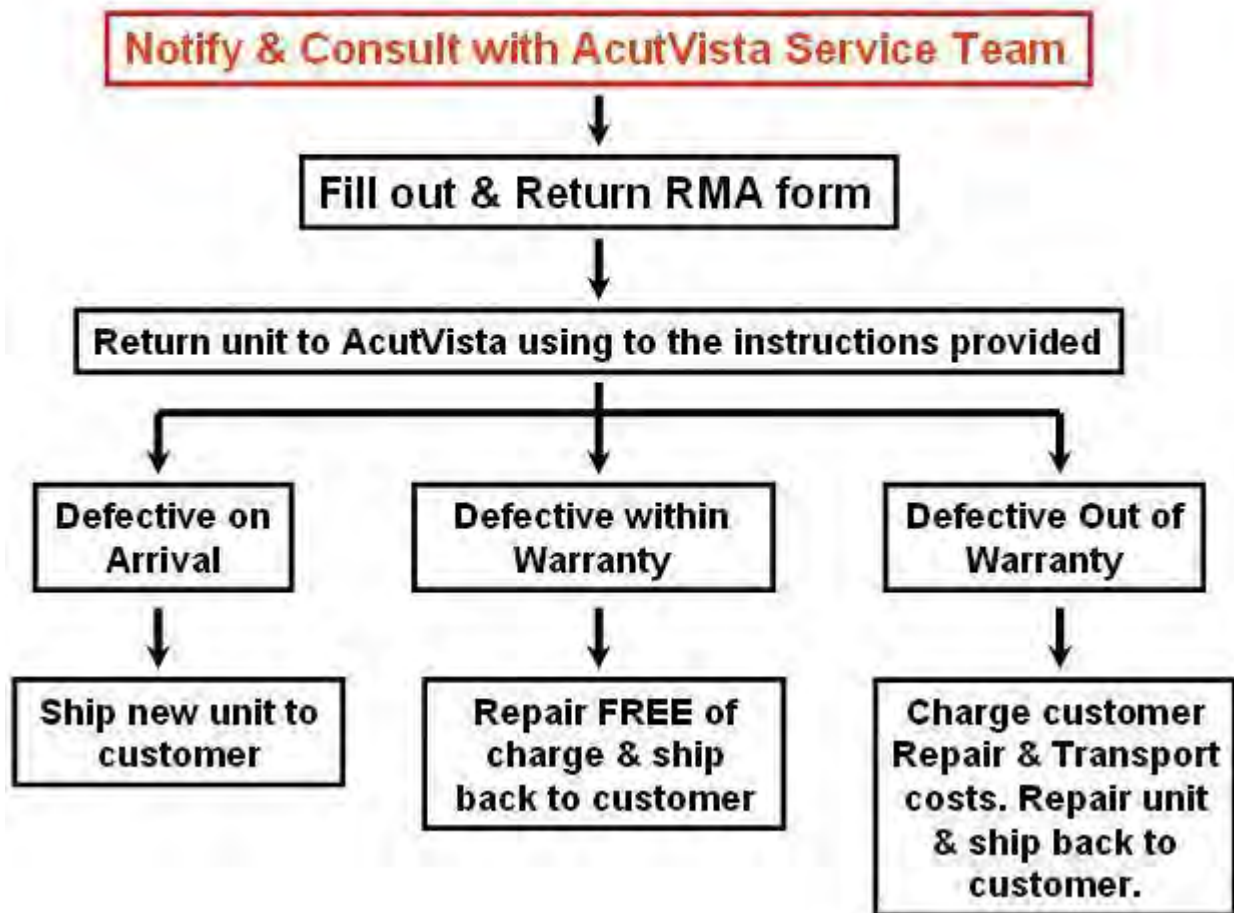 Notify & Consult with AcutVista Service Team
Fill out & Return RMA form
Return unit to AcutVista using to the instructions provided
Defective on
Arrival
Defective within
Warranty
Defective Out of
Warranty
Ship new unit to
customer
Repair FREE of
charge & ship
back to customer
Charge customer
Repair & Transport
costs. Repair unit
& ship back to
customer.